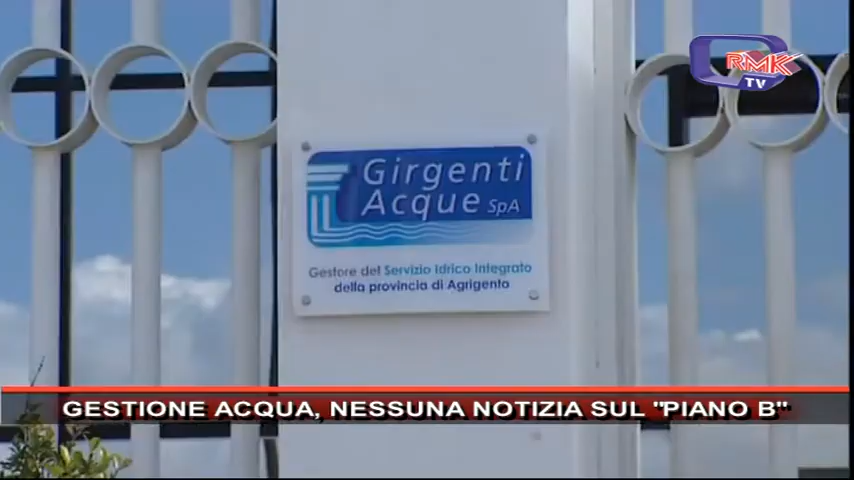 RMK
TV
Girgenti
Acque SpA
Gestore del Servizio Idrico Integrato
della provincia di Agrigento
GESTIONE ACQUA, NESSUNA NOTIZIA SUL "PIANO B"